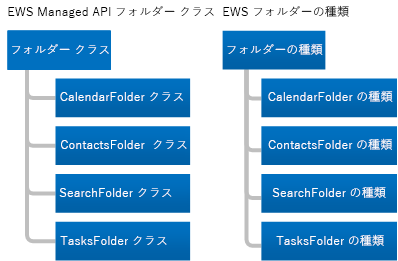 EWS Managed API フォルダー クラス
フォルダー クラス
CalendarFolder クラス
ContactsFolder クラス
SearchFolder クラス
TasksFolder クラス
EWS フォルダーの種類
フォルダーの種類
CalendarFolder の種類
ContactsFolder の種類
SearchFolder の種類
TasksFolder の種類